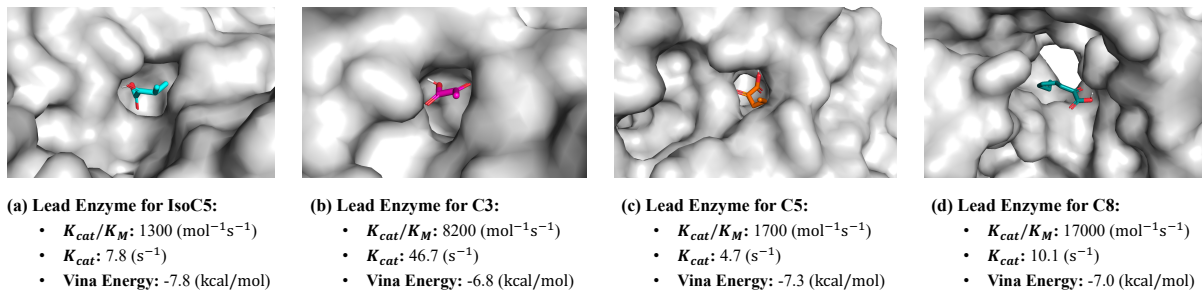 (a) Lead Enzyme for IsoC5:
• K_cat/K_M: 1300 (mol⁻¹s⁻¹)
• K_cat: 7.8 (s⁻¹)
• Vina Energy: -7.8 (kcal/mol)
(b) Lead Enzyme for C3:
• K_cat/K_M: 8200 (mol⁻¹s⁻¹)
• K_cat: 46.7 (s⁻¹)
• Vina Energy: -6.8 (kcal/mol)
(c) Lead Enzyme for C5:
• K_cat/K_M: 1700 (mol⁻¹s⁻¹)
• K_cat: 4.7 (s⁻¹)
• Vina Energy: -7.3 (kcal/mol)
(d) Lead Enzyme for C8:
• K_cat/K_M: 17000 (mol⁻¹s⁻¹)
• K_cat: 10.1 (s⁻¹)
• Vina Energy: -7.0 (kcal/mol)